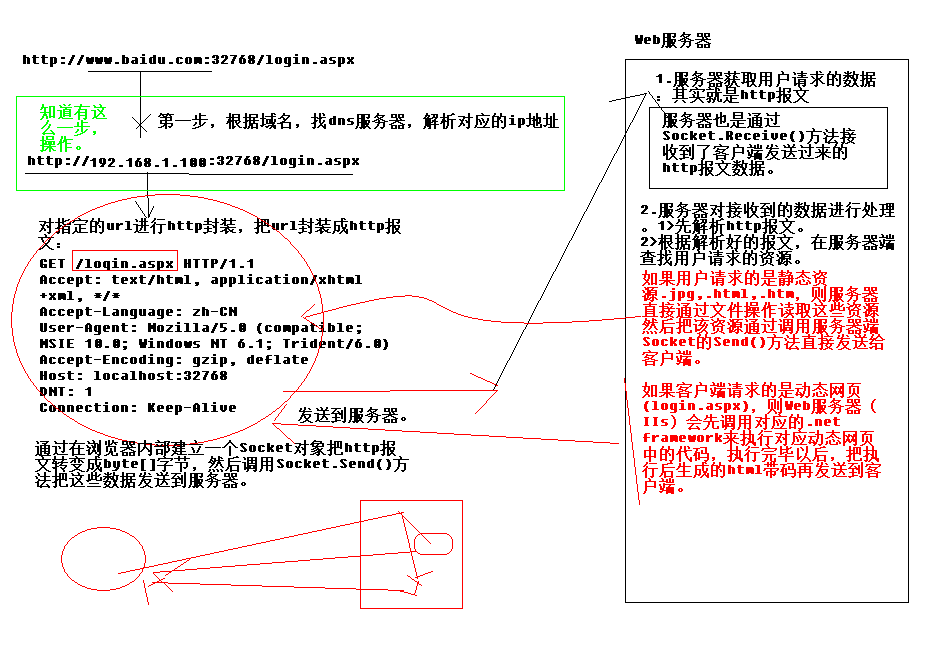 http://www.baidu.com:32768/login.aspx
知道有这
么一步，
操作。
第一步，根据域名，找dns服务器，解析对应的ip地址
http://192.168.1.100:32768/login.aspx
对指定的url进行http封装，把url封装成http报
文：
GET /login.aspx HTTP/1.1
Accept: text/html, application/xhtml
+xml, */*
Accept-Language: zh-CN
User-Agent: Mozilla/5.0 (compatible;
MSIE 10.0; Windows NT 6.1; Trident/6.0)
Accept-Encoding: gzip, deflate
Host: localhost:32768
DNT: 1
Connection: Keep-Alive
发送到服务器。
通过在浏览器内部建立一个Socket对象把http报
文转变成byte[]字节，然后调用Socket.Send()方
法把这些数据发送到服务器。
Web服务器
1.服务器获取用户请求的数据
：其实就是http报文
服务器也是通过
Socket.Receive()方法接
收到了客户端发送过来的
http报文数据。
2.服务器对接收到的数据进行处理
。1>先解析http报文。
2>根据解析好的报文，在服务器端
查找用户请求的资源。
如果用户请求的是静态资
源.jpg,.html,.htm，则服务器
直接通过文件操作读取这些资源
然后把该资源通过调用服务器端
Socket的Send()方法直接发送给
客户端。
如果客户端请求的是动态网页
(login.aspx)，则Web服务器（
IIs）会先调用对应的.net
framework来执行对应动态网页
中的代码，执行完毕以后，把执
行后生成的html带码再发送到客
户端。